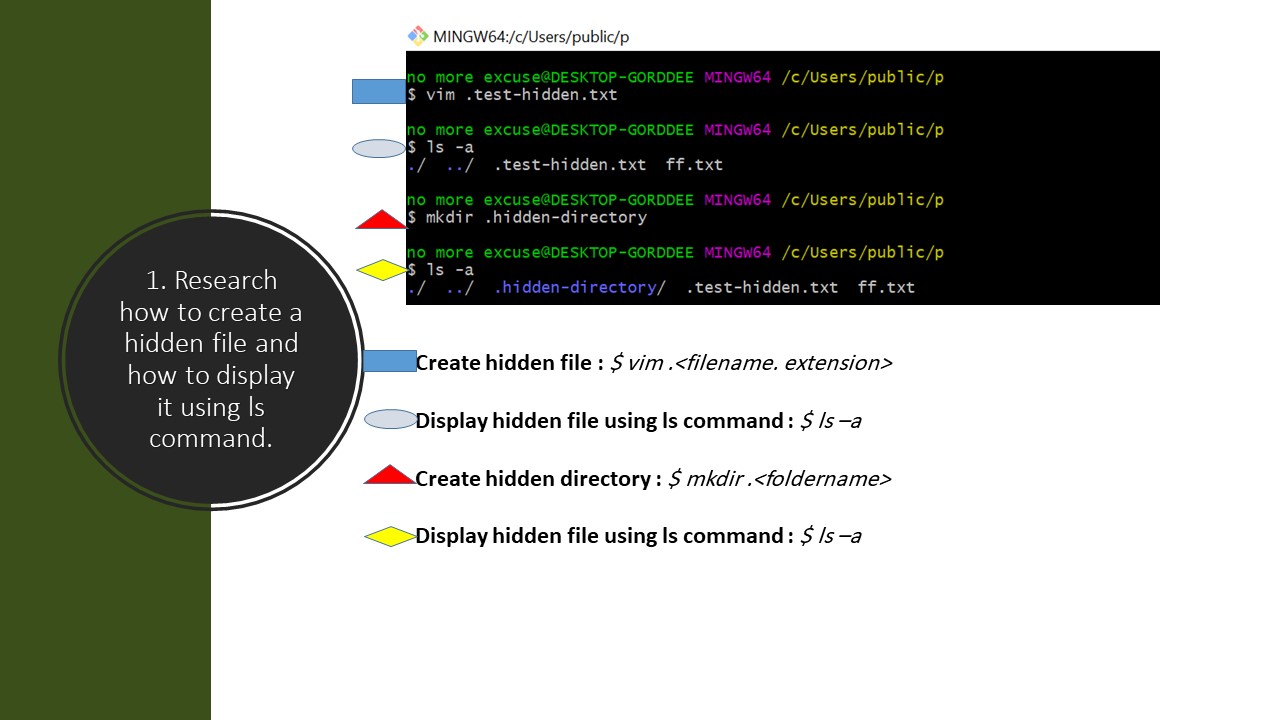 MINGW64:/c/Users/public/p
no more excuse@DESKTOP-GORDDEE MINGW64 /c/Users/public/p
$ vim .test-hidden.txt
no more excuse@DESKTOP-GORDDEE MINGW64 /c/Users/public/p
$ ls -a
./  ../  .test-hidden.txt  ff.txt
no more excuse@DESKTOP-GORDDEE MINGW64 /c/Users/public/p
$ mkdir .hidden-directory
no more excuse@DESKTOP-GORDDEE MINGW64 /c/Users/public/p
$ ls -a
./  ../  .hidden-directory/  .test-hidden.txt  ff.txt
1. Research
how to create a
hidden file and
how to display
it using ls
command.
Create hidden file : $ vim .<filename. extension>
Display hidden file using ls command : $ ls –a
Create hidden directory : $ mkdir .<foldername>
Display hidden file using ls command : $ ls –a